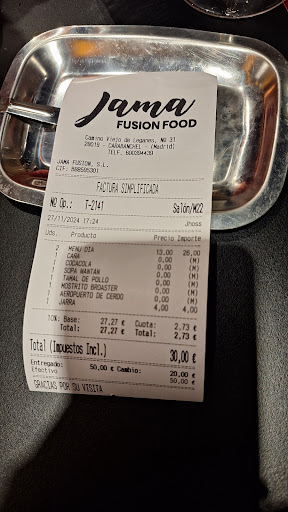 Jama
FUSION FOOD
Camino Viejo de Leganes, NO 31
28019 - CARABANCHEL - (Madrid)
JAMA FUSION, S.L.
FACTURA SIMPLIFICADA
NO Op.: T-2141 Salón/M22
27/11/2024 17:24 Jhoss
Uds. Producto Precio Importe
2 MENU DIA 13,00 26,00
1 CAÑA 0,00 (M)
1 COCACOLA 0,00 (M)
1 SOPA WANTAN 0,00 (M)
1 TAMAL DE POLLO 0,00 (M)
1 MOSTRITO BROASTER 0,00 (M)
1 AEROPUERTO DE CERDO 0,00 (M)
1 JARRA 4,00 4,00
10%: Base: 27,27 € Cuota: 2,73 €
Total: 27,27 € Total: 2,73 €
Total (Impuestos Incl.) 30,00 €
Entregado: 50,00 € Cambio: 20,00 €
Efectivo 50,00 €
GRACIAS POR SU VISITA